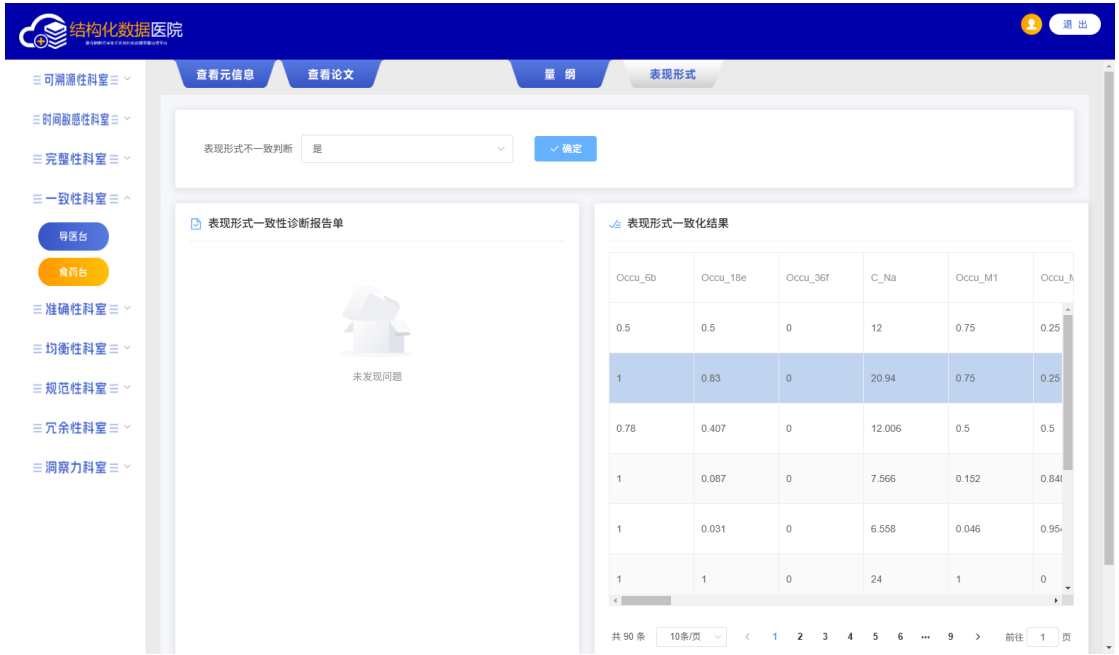 结构化数据医院
退 出
可溯源性科室
时间敏感性科室
完整性科室
一致性科室
导医台
食药台
准确性科室
均衡性科室
规范性科室
冗余性科室
洞察力科室
查看元信息 查看论文 量 纲 表现形式
表现形式不一致判断 是 确定
表现形式一致性诊断报告单
未发现问题
表现形式一致化结果
Occu_6b Occu_18e Occu_36f C_Na Occu_M1
0.5 0.5 0 12 0.75 0.25
1 0.83 0 20.94 0.75 0.25
0.78 0.407 0 12.006 0.5 0.5
1 0.087 0 7.566 0.152 0.848
1 0.031 0 6.558 0.046 0.954
1 1 0 24 1 0
共 90 条 10条/页 1 2 3 4 5 6 ... 9 前往 1 页